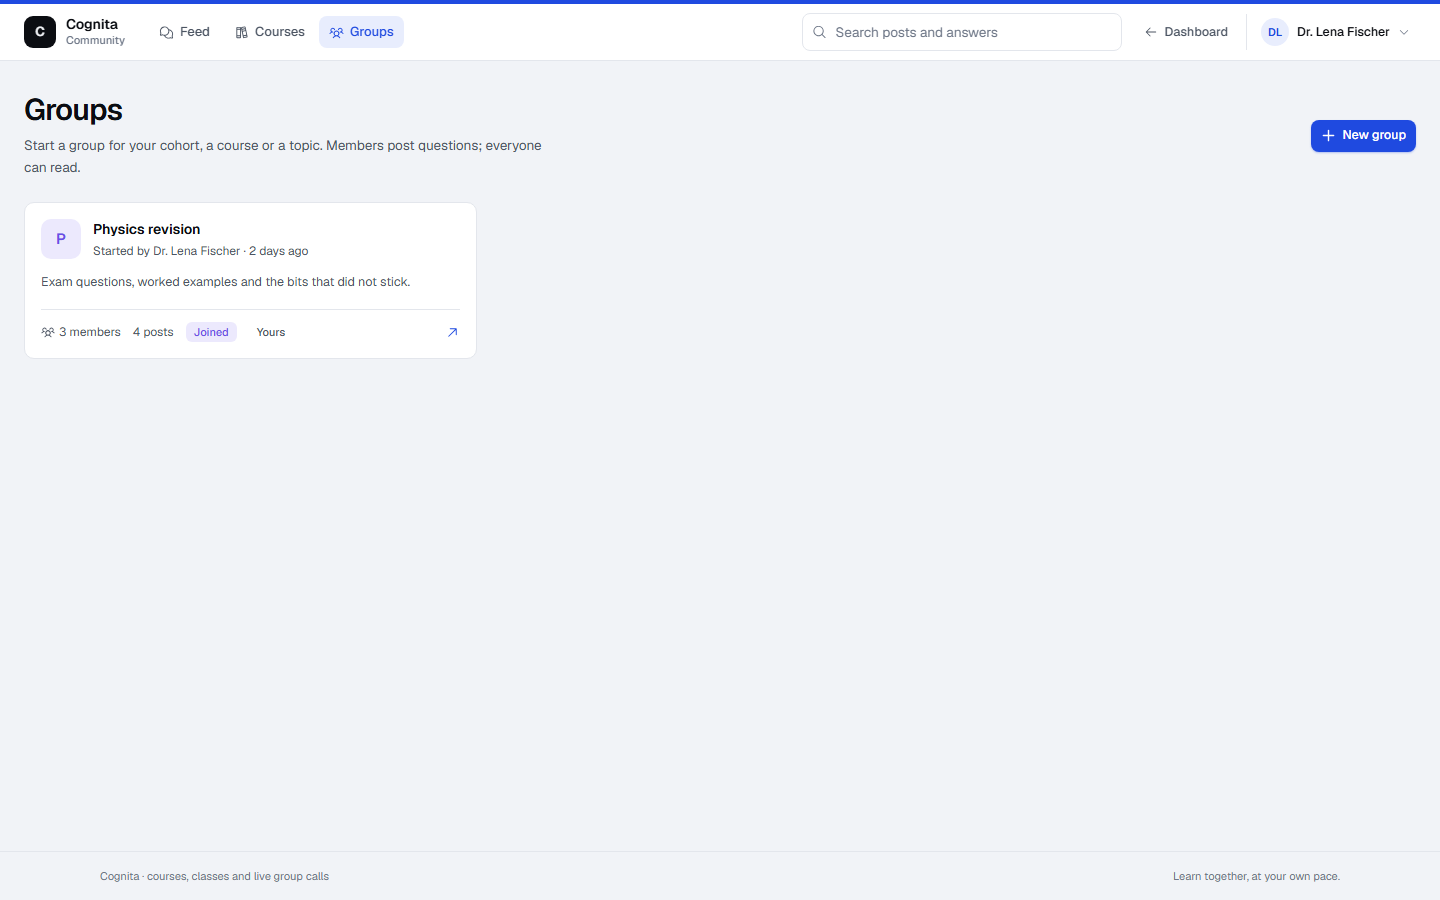 C
Cognita
Community
Feed
Courses
Groups
Search posts and answers
Dashboard
DL
Dr. Lena Fischer
Groups
Start a group for your cohort, a course or a topic. Members post questions; everyone
can read.
New group
P
Physics revision
Started by Dr. Lena Fischer · 2 days ago
Exam questions, worked examples and the bits that did not stick.
3 members
4 posts
Joined
Yours
Cognita · courses, classes and live group calls
Learn together, at your own pace.